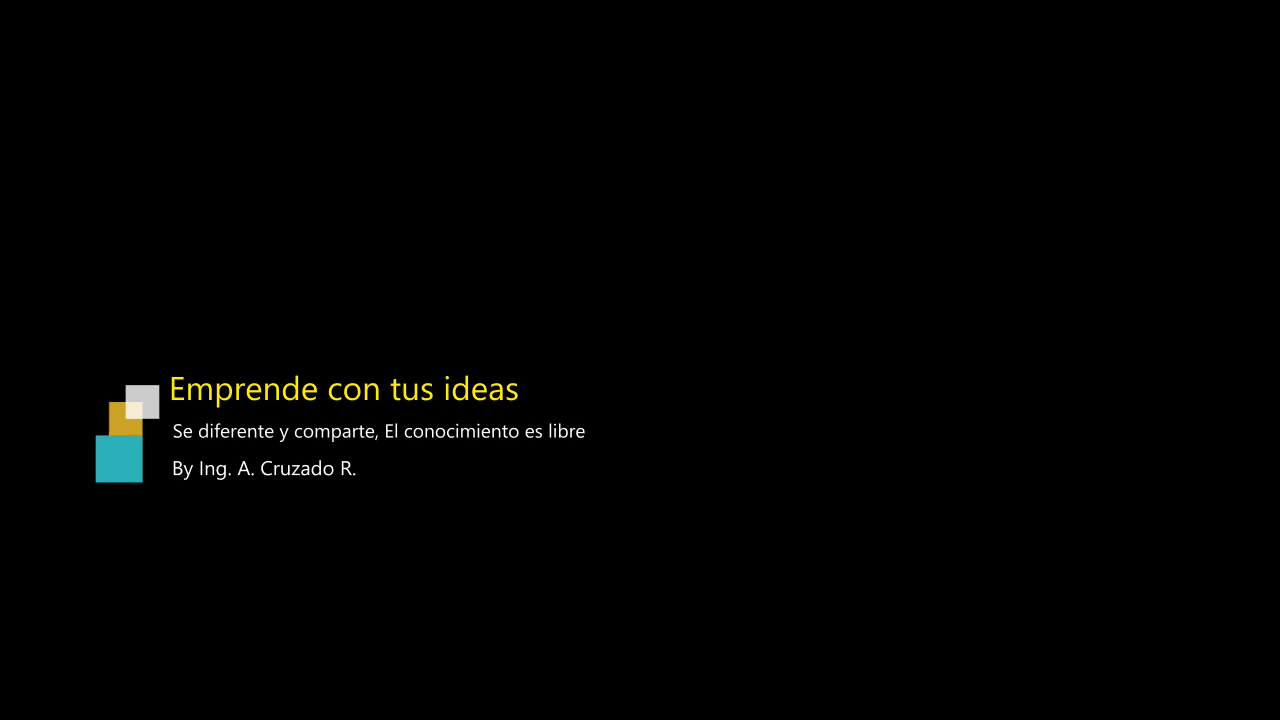 Emprende con tus ideas
Se diferente y comparte, El conocimiento es libre
By Ing. A. Cruzado R.